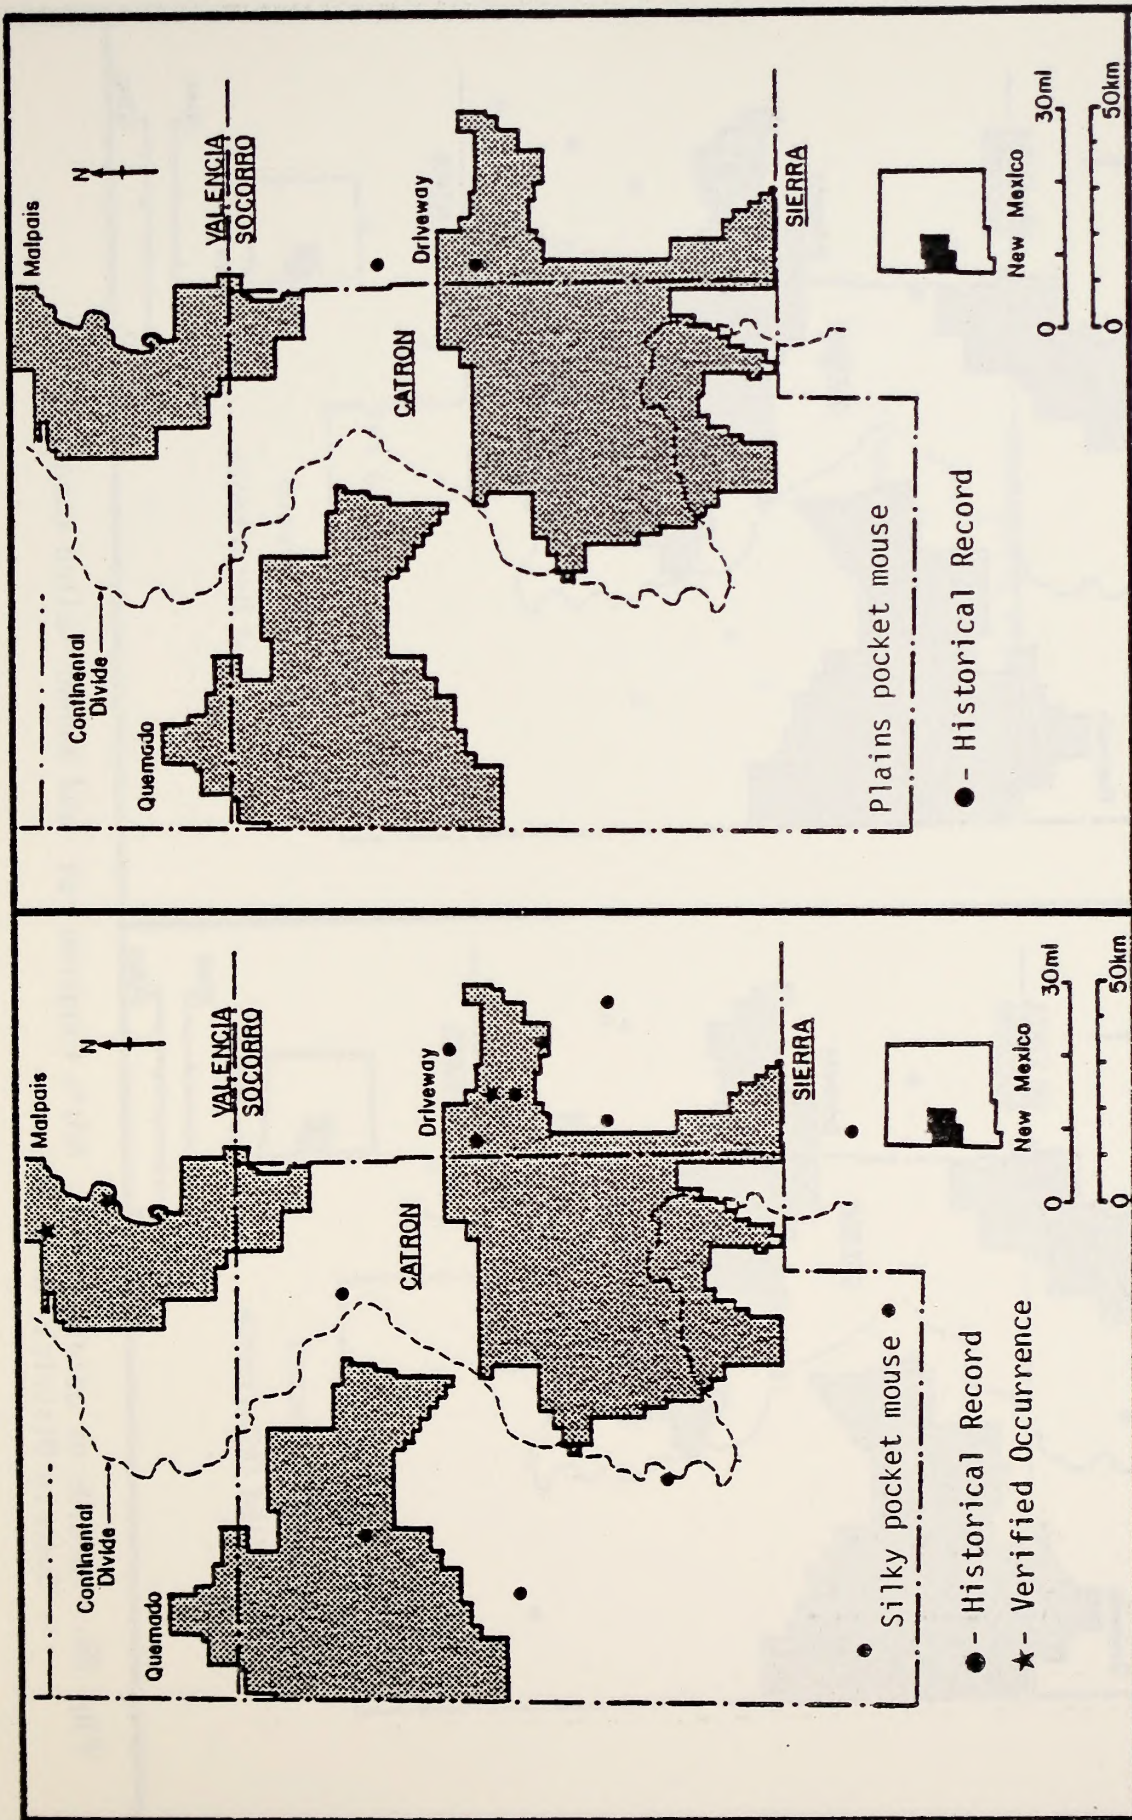 Malpais
N
VALENCIA
SOCORRO
Continental
Divide
Quemado
Driveway
CATRON
SIERRA
Plains pocket mouse
- Historical Record
New Mexico
0 30mi
0 50km
Malpais
N
VALENCIA
SOCORRO
Continental
Divide
Quemado
Driveway
CATRON
SIERRA
Silky pocket mouse
- Historical Record
- Verified Occurrence
New Mexico
0 30mi
0 50km